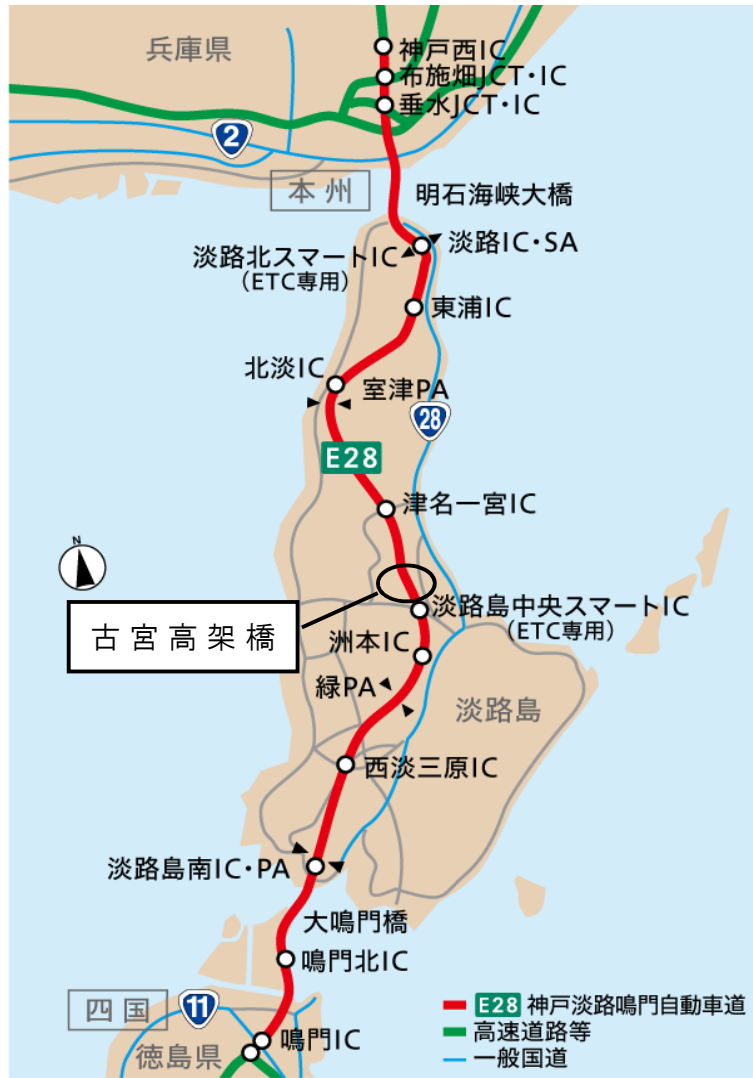 兵庫県
神戸西IC
布施畑JCT・IC
垂水JCT・IC
2
本州
明石海峡大橋
淡路IC・SA
淡路北スマートIC
（ETC専用）
東浦IC
北淡IC
室津PA
28
E28
津名一宮IC
N
古宮高架橋
淡路島中央スマートIC
（ETC専用）
洲本IC
緑PA
淡路島
西淡三原IC
淡路島南IC・PA
大鳴門橋
鳴門北IC
四国
11
鳴門IC
徳島県
E28 神戸淡路鳴門自動車道
高速道路等
一般国道